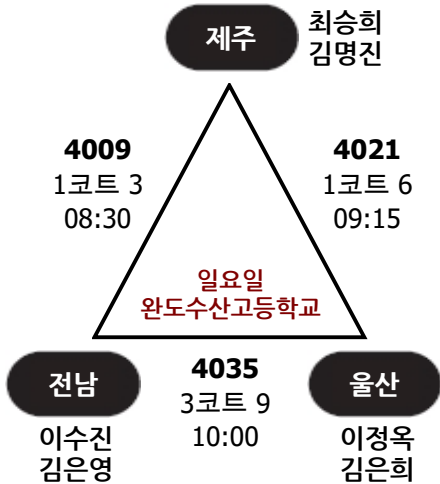 제주
최승희
김명진
4009
1코트 3
08:30
4021
1코트 6
09:15
일요일
완도수산고등학교
전남
이수진
김은영
4035
3코트 9
10:00
울산
이정옥
김은희